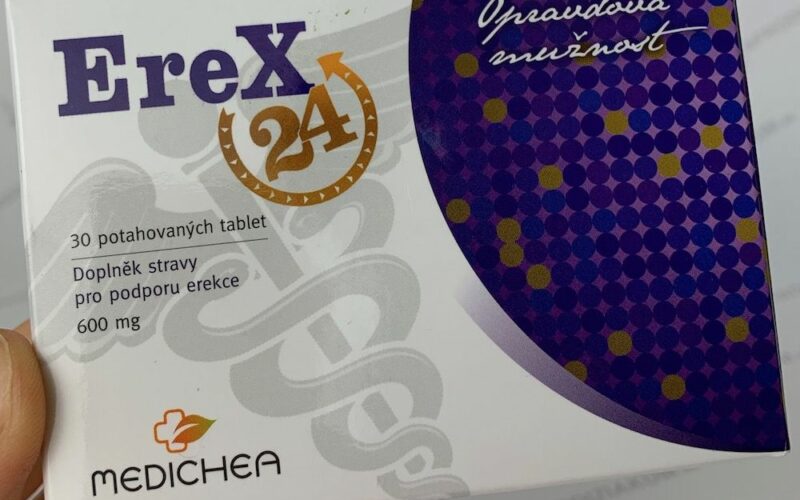 EreX
24
Opravdová
mužnost
30 potahovaných tablet
Doplněk stravy
pro podporu erekce
600 mg
MEDICHEA